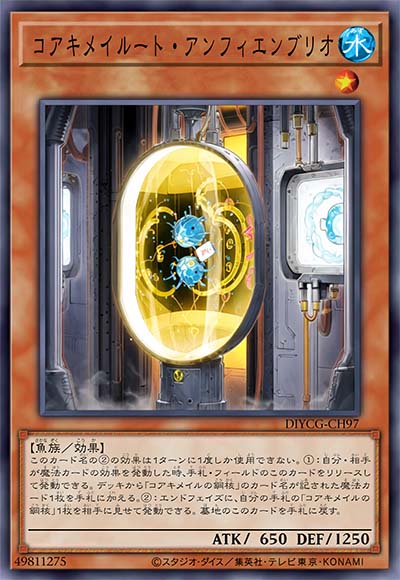 コアキメイルート・アンフィエンブリオ
水
DIYCG-CH97
【魚族／効果】
このカード名の②の効果は1ターンに1度しか使用できない。①：自分・相手
が魔法カードの効果を発動した時、手札・フィールドのこのカードをリリースし
て発動できる。デッキから「コアキメイルの鋼核」のカード名が記された魔法カ
ード1枚を手札に加える。②：エンドフェイズに、自分の手札の「コアキメイルの
鋼核」1枚を相手に見せて発動できる。墓地のこのカードを手札に戻す。
ATK/ 650 DEF/1250
49811275
©スタジオ・ダイス／集英社・テレビ東京・KONAMI